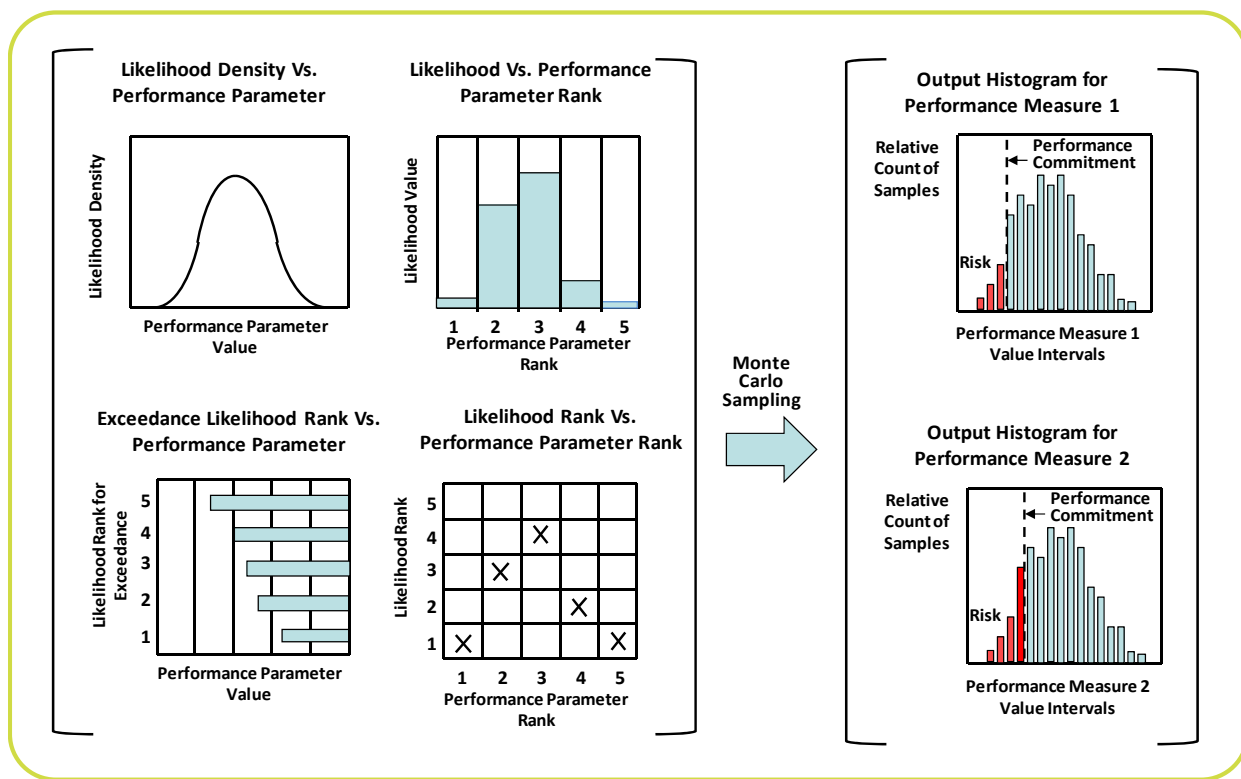 Likelihood Density Vs.
Performance Parameter
Likelihood Density
Performance Parameter
Value
Likelihood Vs. Performance
Parameter Rank
Likelihood Value
1 2 3 4 5
Performance Parameter
Rank
Exceedance Likelihood Rank Vs.
Performance Parameter
Likelihood Rank for
Exceedance
5
4
3
2
1
Performance Parameter
Value
Likelihood Rank Vs.
Performance Parameter Rank
Likelihood Rank
5
4
3
2
1
X
X
X
X
X
1 2 3 4 5
Performance Parameter
Rank
Monte
Carlo
Sampling
Output Histogram for
Performance Measure 1
Relative
Count of
Samples
Performance
Commitment
Risk
Performance Measure 1
Value Intervals
Output Histogram for
Performance Measure 2
Relative
Count of
Samples
Performance
Commitment
Risk
Performance Measure 2
Value Intervals